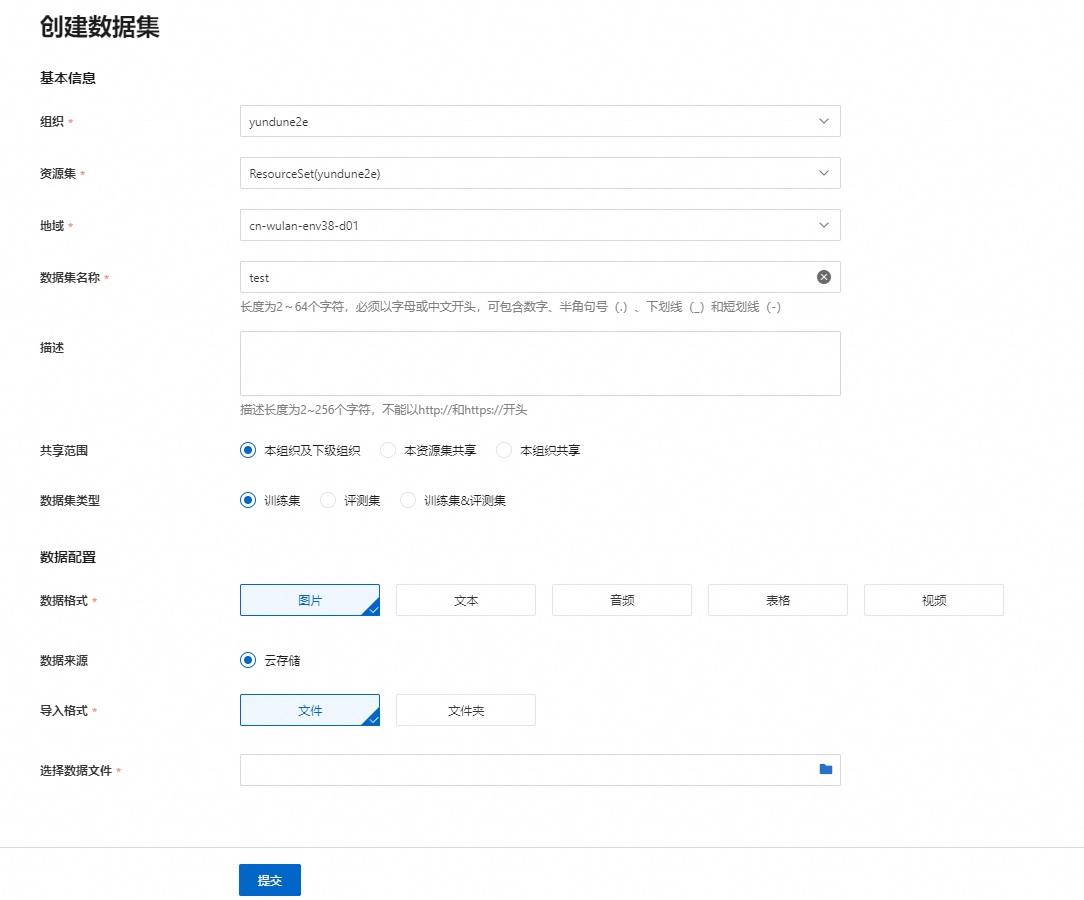 创建数据集
基本信息
组织 *
yundune2e
资源集 *
ResourceSet(yundune2e)
地域 *
cn-wulan-env38-d01
数据集名称 *
test
长度为2～64个字符，必须以字母或中文开头，可包含数字、半角句号（.）、下划线（_）和短划线（-）
描述
描述长度为2~256个字符，不能以http://和https://开头
共享范围
本组织及下级组织 本资源集共享 本组织共享
数据集类型
训练集 评测集 训练集&评测集
数据配置
数据格式 *
图片 文本 音频 表格 视频
数据来源
云存储
导入格式 *
文件 文件夹
选择数据文件 *
提交